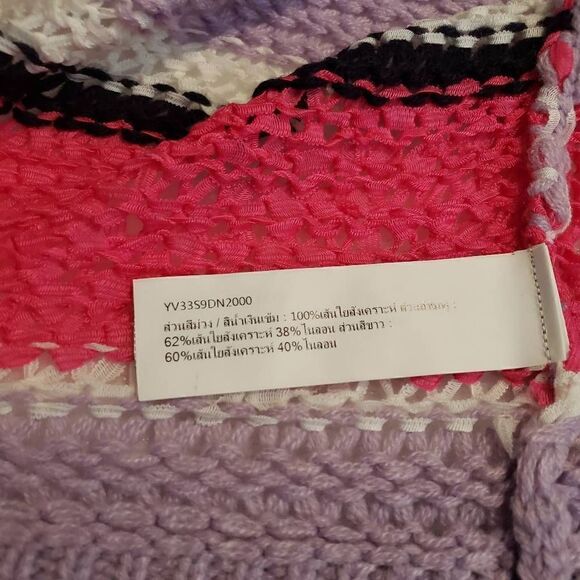 YV33S9DN2000
ส่วนสีม่วง / สีน้ำเงินเข้ม : 100%เส้นใยสังเคราะห์ ส่วนสีชมพู :
62%เส้นใยสังเคราะห์ 38%ไนลอน ส่วนสีขาว :
60%เส้นใยสังเคราะห์ 40%ไนลอน